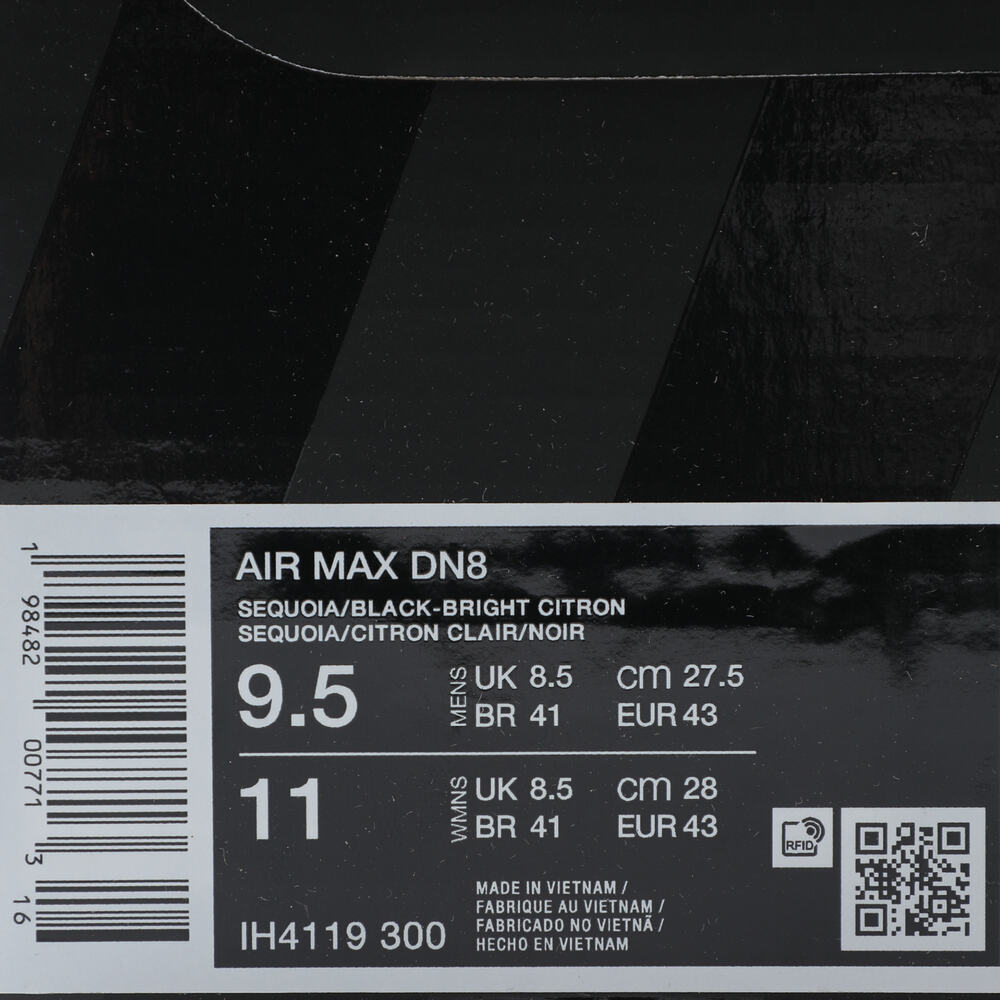 AIR MAX DN8
SEQUOIA/BLACK-BRIGHT CITRON
SEQUOIA/CITRON CLAIR/NOIR
9.5
MENS
UK 8.5 cm 27.5
BR 41 EUR 43
11
WMNS
UK 8.5 cm 28
BR 41 EUR 43
RFID
MADE IN VIETNAM /
FABRIQUE AU VIETNAM /
FABRICADO NO VIETNÃ /
HECHO EN VIETNAM
IH4119 300
1 98482 00771 3 16